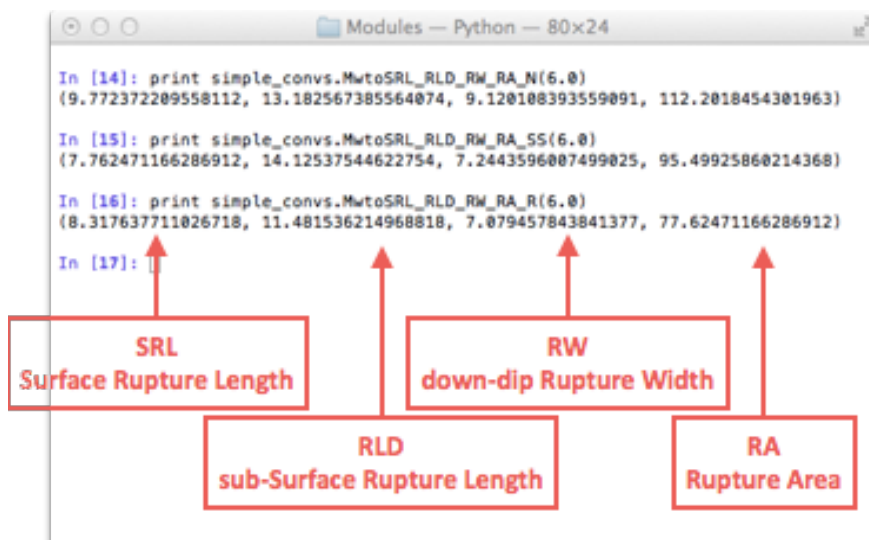 Modules — Python — 80×24
In [14]: print simple_convs.MwtoSRL_RLD_RW_RA_N(6.0)
(9.772372209558112, 13.182567385564074, 9.120108393559091, 112.2018454301963)
In [15]: print simple_convs.MwtoSRL_RLD_RW_RA_SS(6.0)
(7.762471166286912, 14.12537544622754, 7.2443596007499025, 95.49925860214368)
In [16]: print simple_convs.MwtoSRL_RLD_RW_RA_R(6.0)
(8.317637711026718, 11.481536214968818, 7.079457843841377, 77.62471166286912)
In [17]:
SRL
Surface Rupture Length
RW
down-dip Rupture Width
RLD
sub-Surface Rupture Length
RA
Rupture Area